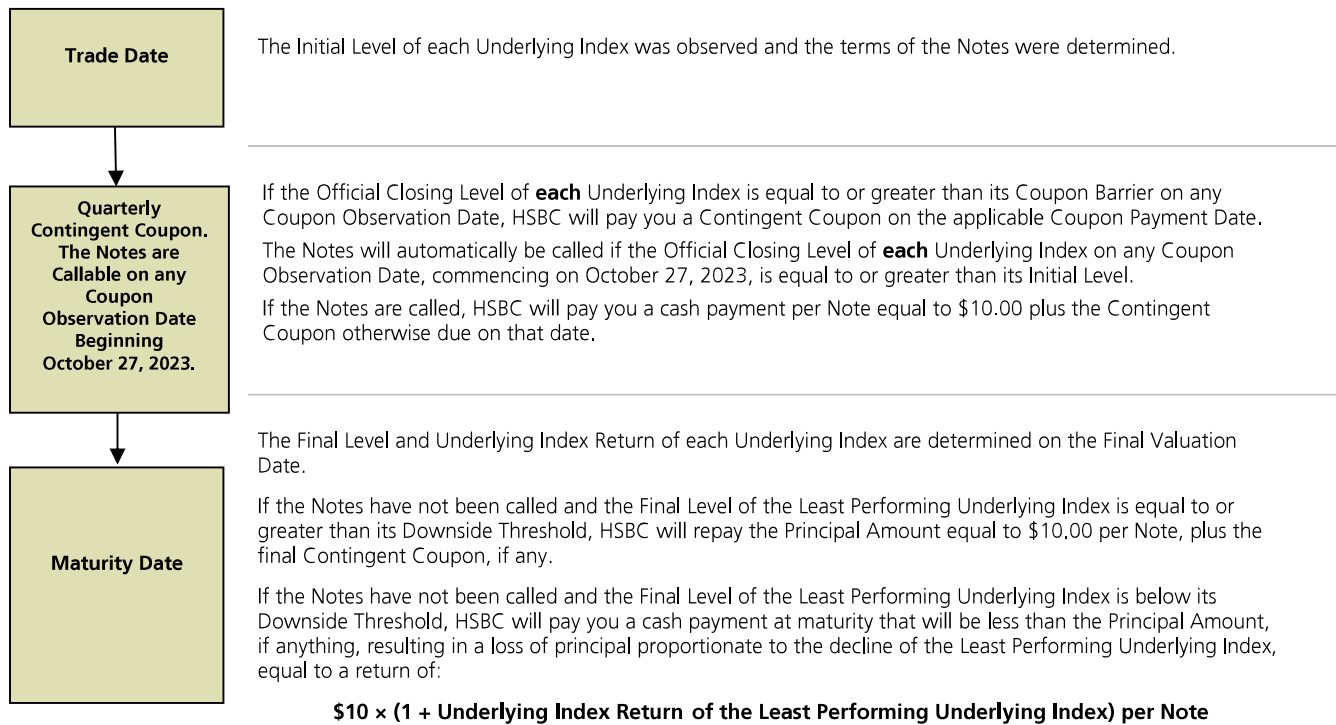 Trade Date
The Initial Level of each Underlying Index was observed and the terms of the Notes were determined.
Quarterly
Contingent Coupon.
The Notes are
Callable on any
Coupon
Observation Date
Beginning
October 27, 2023.
If the Official Closing Level of each Underlying Index is equal to or greater than its Coupon Barrier on any
Coupon Observation Date, HSBC will pay you a Contingent Coupon on the applicable Coupon Payment Date.
The Notes will automatically be called if the Official Closing Level of each Underlying Index on any Coupon
Observation Date, commencing on October 27, 2023, is equal to or greater than its Initial Level.
If the Notes are called, HSBC will pay you a cash payment per Note equal to $10.00 plus the Contingent
Coupon otherwise due on that date.
Maturity Date
The Final Level and Underlying Index Return of each Underlying Index are determined on the Final Valuation
Date.
If the Notes have not been called and the Final Level of the Least Performing Underlying Index is equal to or
greater than its Downside Threshold, HSBC will repay the Principal Amount equal to $10.00 per Note, plus the
final Contingent Coupon, if any.
If the Notes have not been called and the Final Level of the Least Performing Underlying Index is below its
Downside Threshold, HSBC will pay you a cash payment at maturity that will be less than the Principal Amount,
if anything, resulting in a loss of principal proportionate to the decline of the Least Performing Underlying Index,
equal to a return of:
$10 × (1 + Underlying Index Return of the Least Performing Underlying Index) per Note